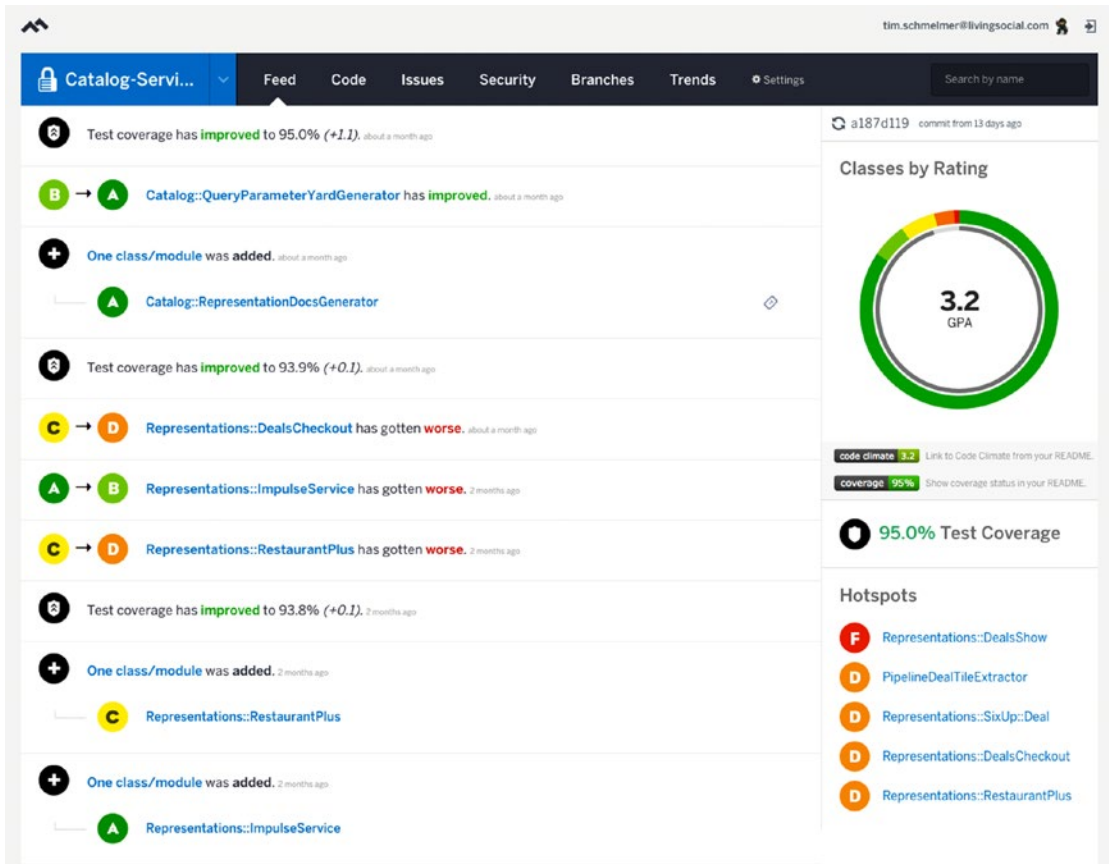 tim.schmelmer@livingsocial.com
Catalog-Servi...
Feed
Code
Issues
Security
Branches
Trends
Settings
Search by name
Test coverage has improved to 95.0% (+1.1). about a month ago
B → A Catalog::QueryParameterYardGenerator has improved. about a month ago
One class/module was added. about a month ago
A Catalog::RepresentationDocsGenerator
Test coverage has improved to 93.9% (+0.1). about a month ago
C → D Representations::DealsCheckout has gotten worse. about a month ago
A → B Representations::ImpulseService has gotten worse. 2 months ago
C → D Representations::RestaurantPlus has gotten worse. 2 months ago
Test coverage has improved to 93.8% (+0.1). 2 months ago
One class/module was added. 2 months ago
C Representations::RestaurantPlus
One class/module was added. 2 months ago
A Representations::ImpulseService
a187d119 commit from 13 days ago
Classes by Rating
3.2
GPA
code climate 3.2 Link to Code Climate from your README.
coverage 95% Show coverage status in your README.
95.0% Test Coverage
Hotspots
F Representations::DealsShow
D PipelineDealTileExtractor
D Representations::SixUp::Deal
D Representations::DealsCheckout
D Representations::RestaurantPlus